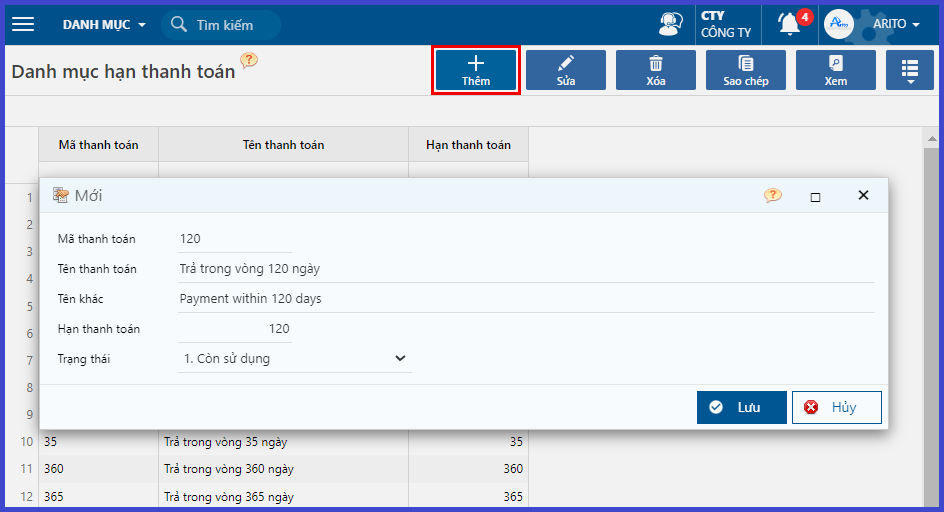 DANH MỤC
Tìm kiếm
CTY
CÔNG TY
4
Arito
ARITO
Danh mục hạn thanh toán
?
Thêm
Sửa
Xóa
Sao chép
Xem
Mã thanh toán Tên thanh toán Hạn thanh toán
1
2
3
4
5
6
7
8
9
Mới
?
Mã thanh toán 120
Tên thanh toán Trả trong vòng 120 ngày
Tên khác Payment within 120 days
Hạn thanh toán 120
Trạng thái 1. Còn sử dụng
Lưu
Hủy
10 35 Trả trong vòng 35 ngày 35
11 360 Trả trong vòng 360 ngày 360
12 365 Trả trong vòng 365 ngày 365